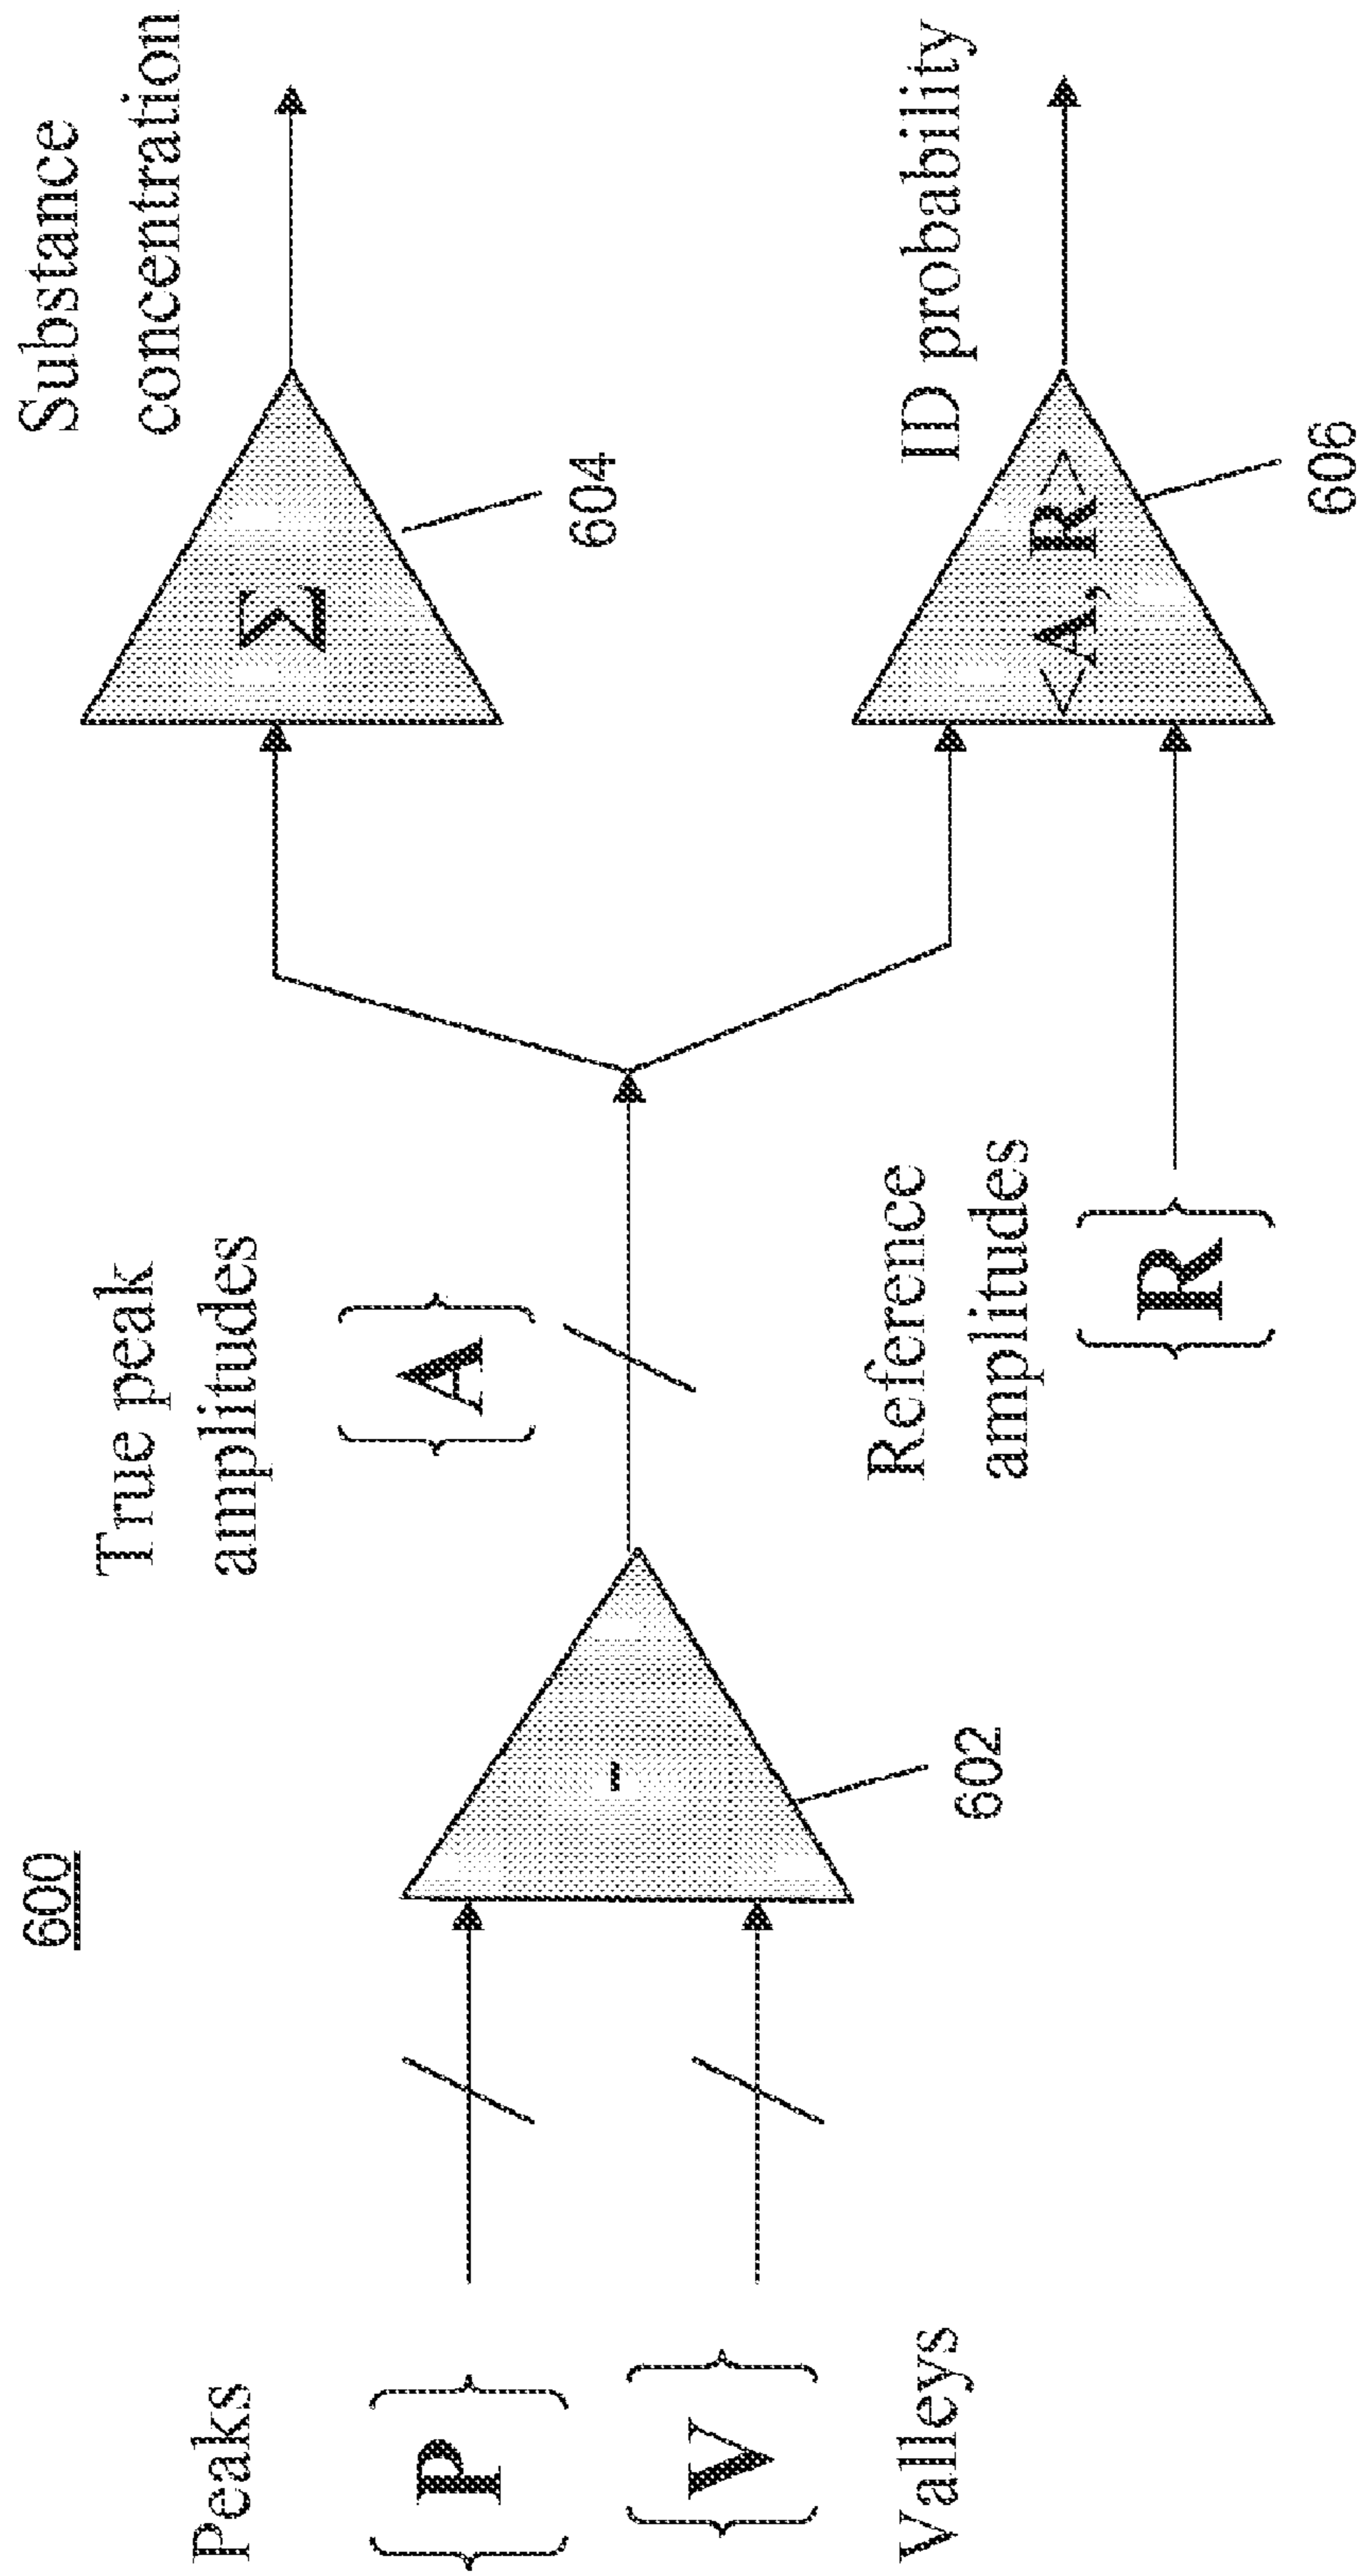 600
Peaks
{P}
{V}
Valleys
-
602
True peak
amplitudes
{A}
Reference
amplitudes
{R}
Σ
604
Substance
concentration
<A, R>
606
ID probability